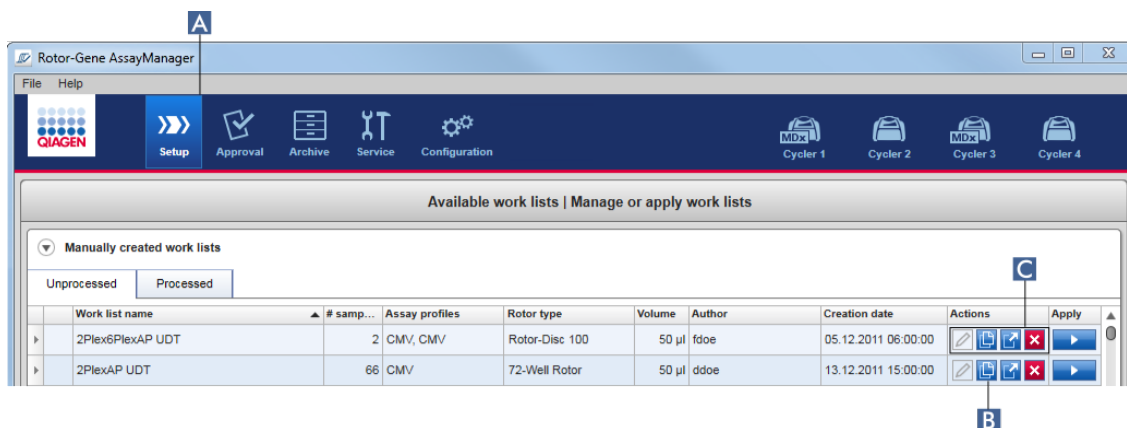 A
Rotor-Gene AssayManager
File Help
QIAGEN
Setup Approval Archive Service Configuration MDx Cycler 1 Cycler 2 MDx Cycler 3 Cycler 4
Available work lists | Manage or apply work lists
Manually created work lists
C
Unprocessed Processed
Work list name # samp... Assay profiles Rotor type Volume Author Creation date Actions Apply
2Plex6PlexAP UDT 2 CMV, CMV Rotor-Disc 100 50 µl fdoe 05.12.2011 06:00:00
2PlexAP UDT 66 CMV 72-Well Rotor 50 µl ddoe 13.12.2011 15:00:00
B